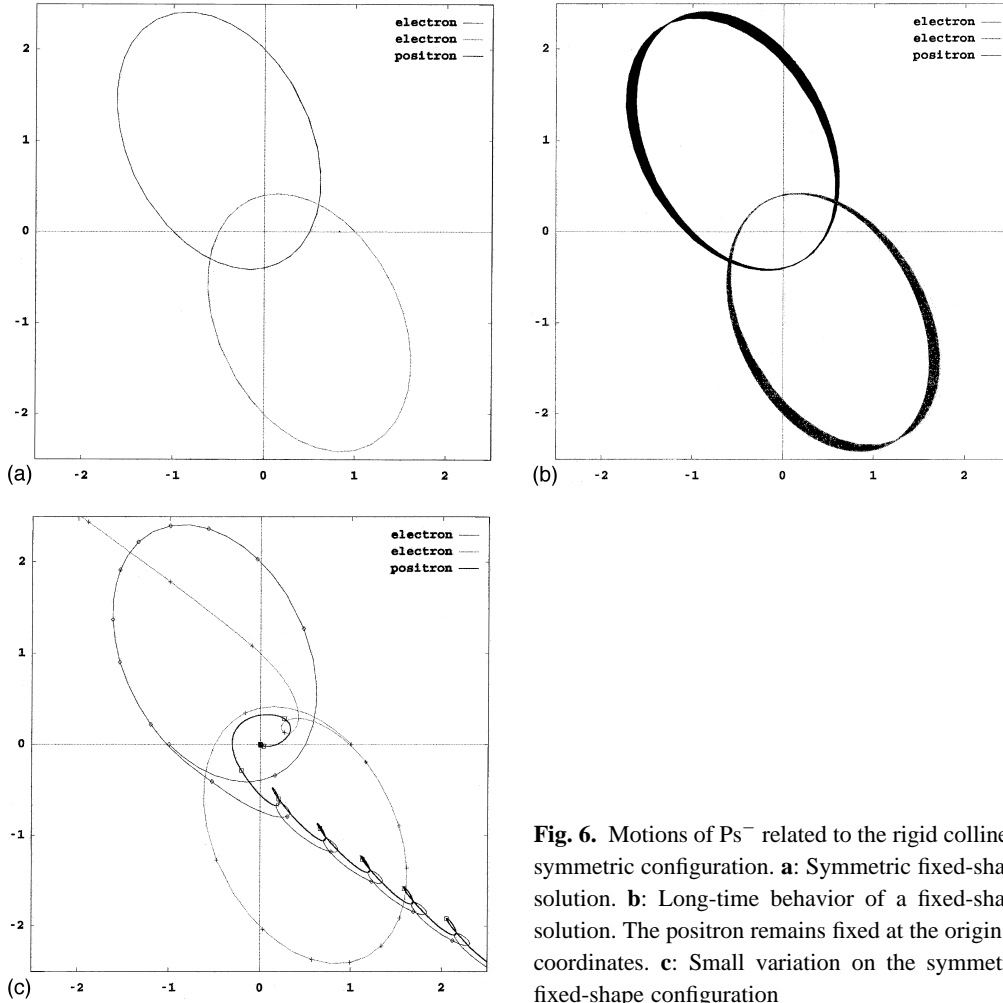 electron
electron
positron
2
1
0
-1
-2
-2
-1
0
1
2
(a)
electron
electron
positron
2
1
0
-1
-2
-2
-1
0
1
2
(b)
electron
electron
positron
2
1
0
-1
-2
-2
-1
0
1
2
(c)
Fig. 6. Motions of Ps⁻ related to the rigid colline
symmetric configuration. a: Symmetric fixed-sha
solution. b: Long-time behavior of a fixed-sha
solution. The positron remains fixed at the origin
coordinates. c: Small variation on the symmet
fixed-shape configuration